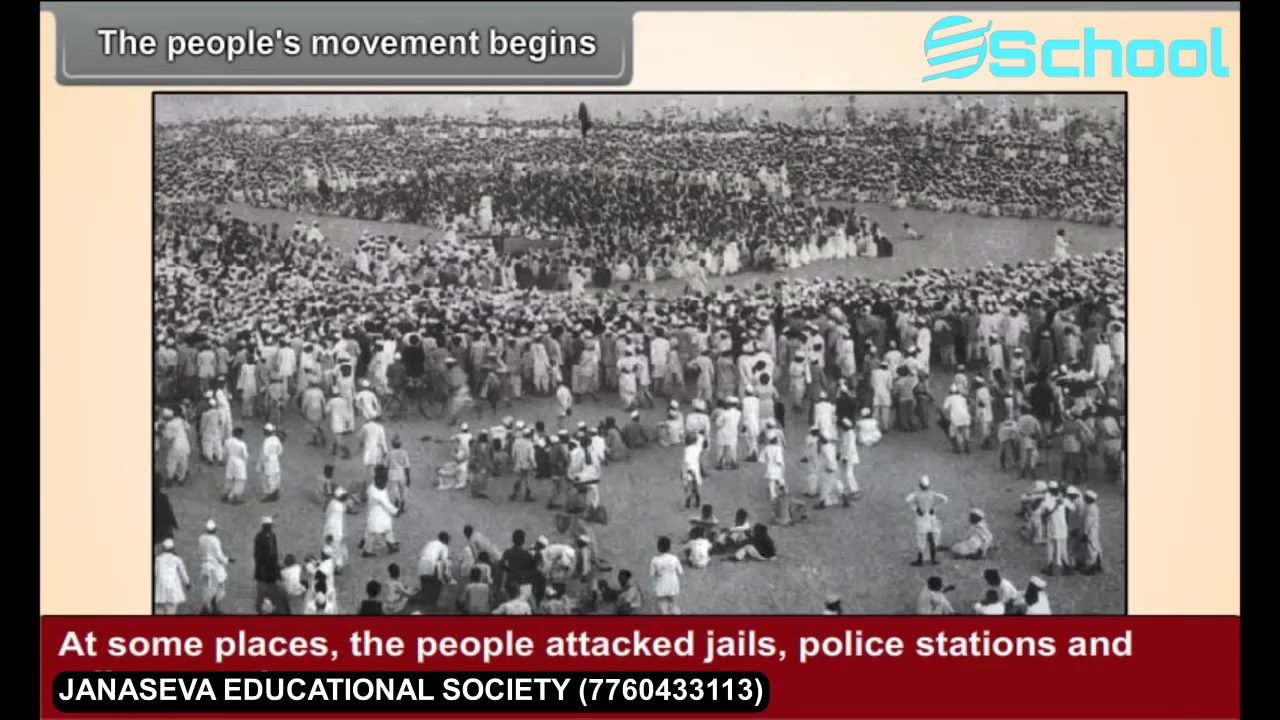 The people's movement begins
School
At some places, the people attacked jails, police stations and
JANASEVA EDUCATIONAL SOCIETY (7760433113)